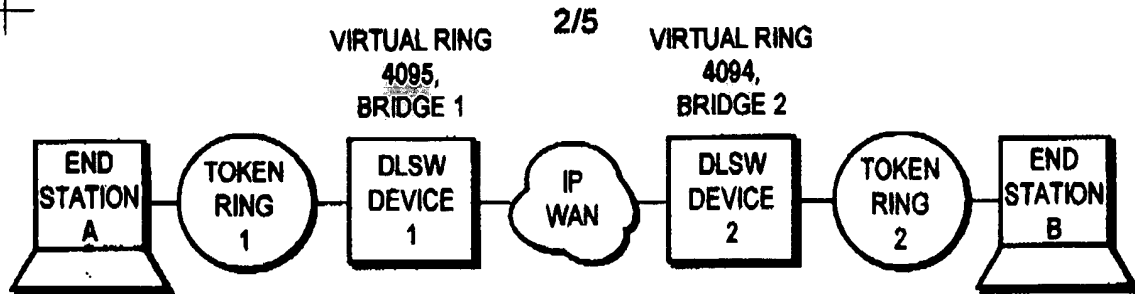 2/5
VIRTUAL RING
4095,
BRIDGE 1
VIRTUAL RING
4094,
BRIDGE 2
END
STATION
A
TOKEN
RING
1
DLSW
DEVICE
1
IP
WAN
DLSW
DEVICE
2
TOKEN
RING
2
END
STATION
B